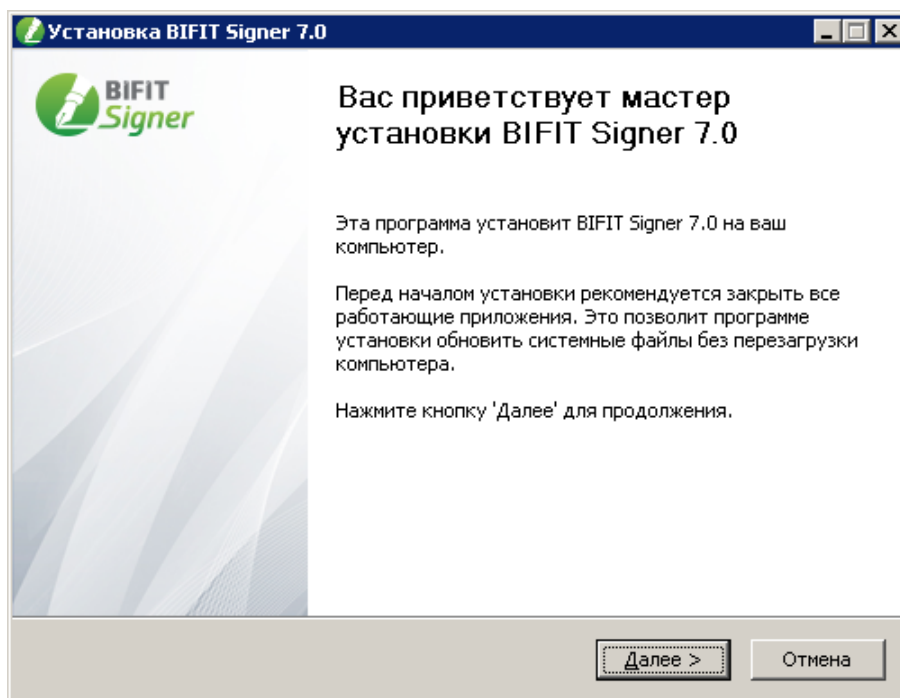 Установка BIFIT Signer 7.0
BIFIT
Signer
Вас приветствует мастер
установки BIFIT Signer 7.0
Эта программа установит BIFIT Signer 7.0 на ваш
компьютер.
Перед началом установки рекомендуется закрыть все
работающие приложения. Это позволит программе
установки обновить системные файлы без перезагрузки
компьютера.
Нажмите кнопку 'Далее' для продолжения.
Далее >
Отмена